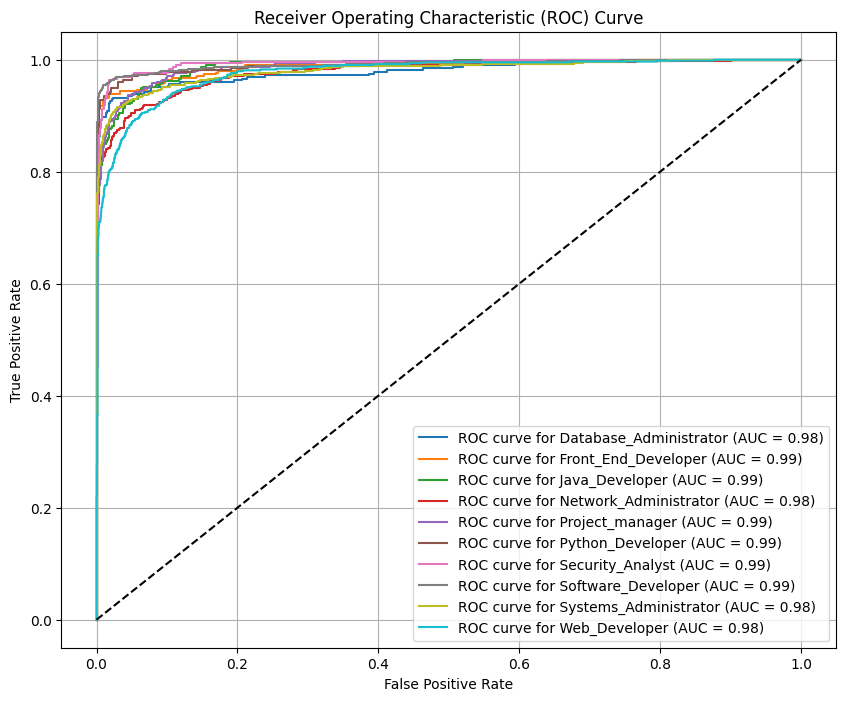 Receiver Operating Characteristic (ROC) Curve
1.0
0.8
0.6
0.4
0.2
0.0
True Positive Rate
ROC curve for Database_Administrator (AUC = 0.98)
ROC curve for Front_End_Developer (AUC = 0.99)
ROC curve for Java_Developer (AUC = 0.99)
ROC curve for Network_Administrator (AUC = 0.98)
ROC curve for Project_manager (AUC = 0.99)
ROC curve for Python_Developer (AUC = 0.99)
ROC curve for Security_Analyst (AUC = 0.99)
ROC curve for Software_Developer (AUC = 0.99)
ROC curve for Systems_Administrator (AUC = 0.98)
ROC curve for Web_Developer (AUC = 0.98)
0.0 0.2 0.4 0.6 0.8 1.0
False Positive Rate